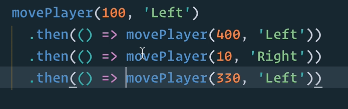 movePlayer(100, 'Left')
.then(() => movePlayer(400, 'Left'))
.then(() => movePlayer(10, 'Right'))
.then(() => movePlayer(330, 'Left'))